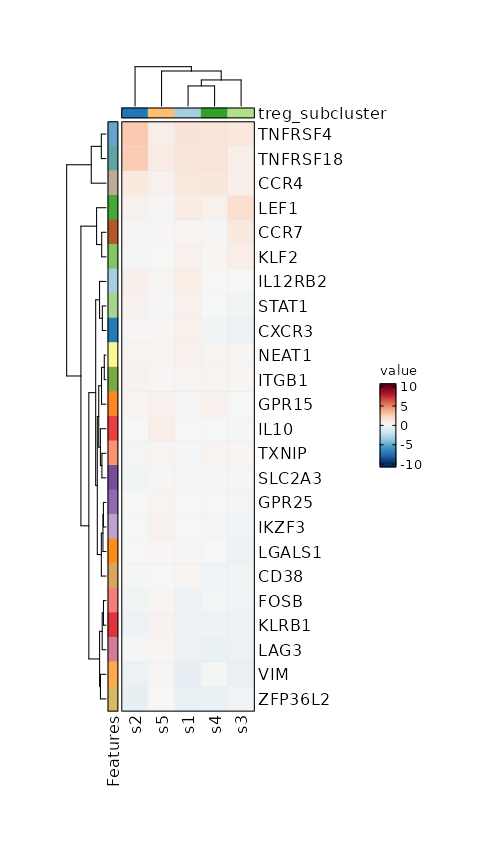 treg_subcluster
TNFRSF4
TNFRSF18
CCR4
LEF1
CCR7
KLF2
IL12RB2
STAT1
CXCR3
NEAT1
ITGB1
GPR15
IL10
TXNIP
SLC2A3
GPR25
IKZF3
LGALS1
CD38
FOSB
KLRB1
LAG3
VIM
ZFP36L2
Features
s2
s5
s1
s4
s3
value
10
5
0
-5
-10